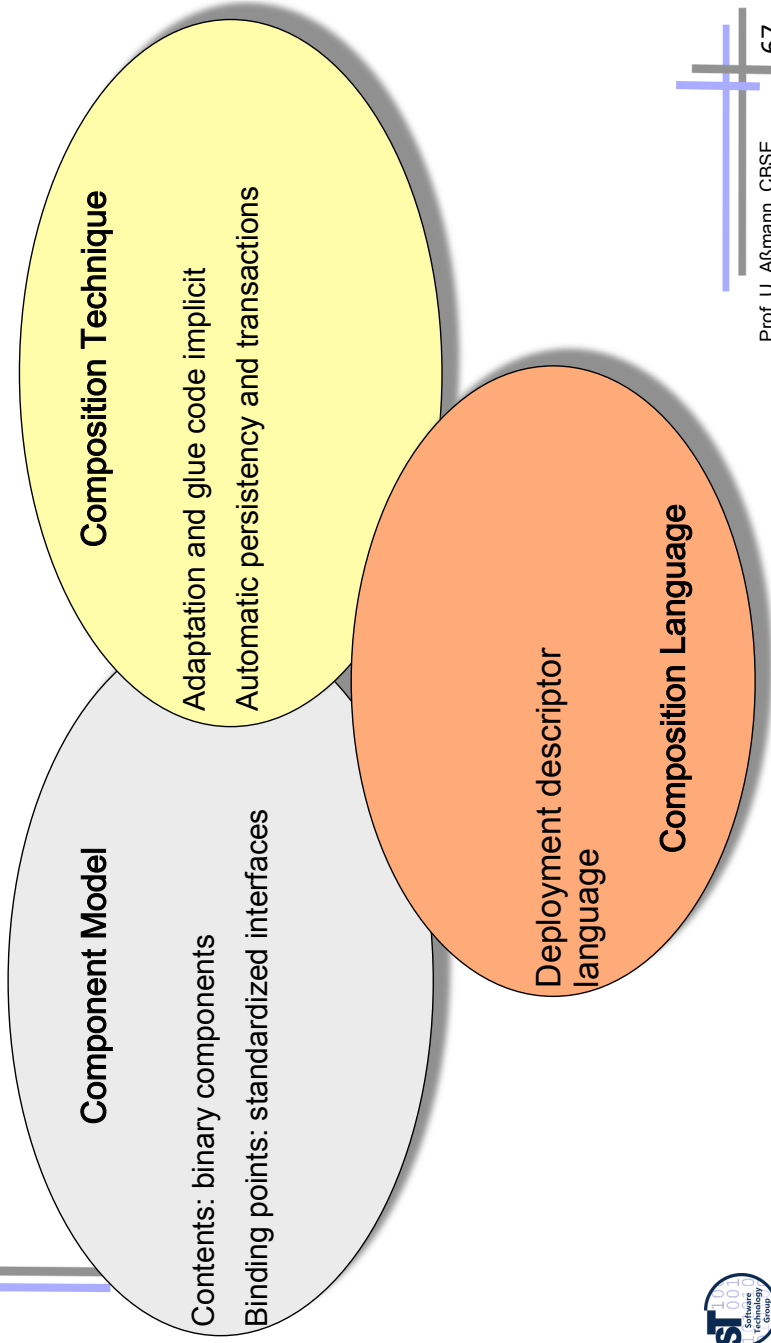 Component Model
Contents: binary components
Binding points: standardized interfaces
Composition Technique
Adaptation and glue code implicit
Automatic persistency and transactions
Deployment descriptor
language
Composition Language
ST
Software
Technology
Group
Prof. U. Aßmann, CBSE
67